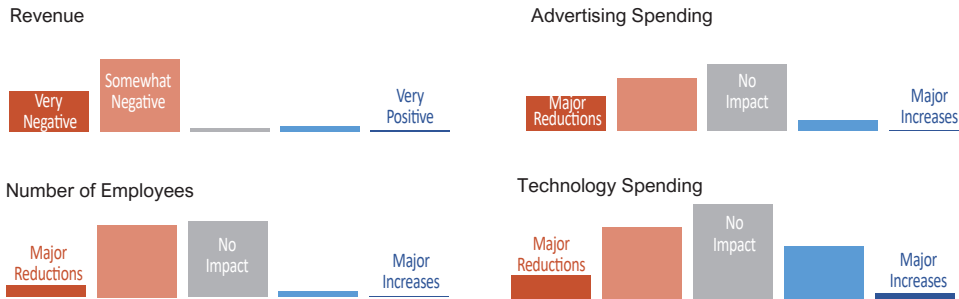 Revenue
Very
Negative
Somewhat
Negative
Very
Positive
Advertising Spending
Major
Reductions
No
Impact
Major
Increases
Number of Employees
Major
Reductions
No
Impact
Major
Increases
Technology Spending
Major
Reductions
No
Impact
Major
Increases